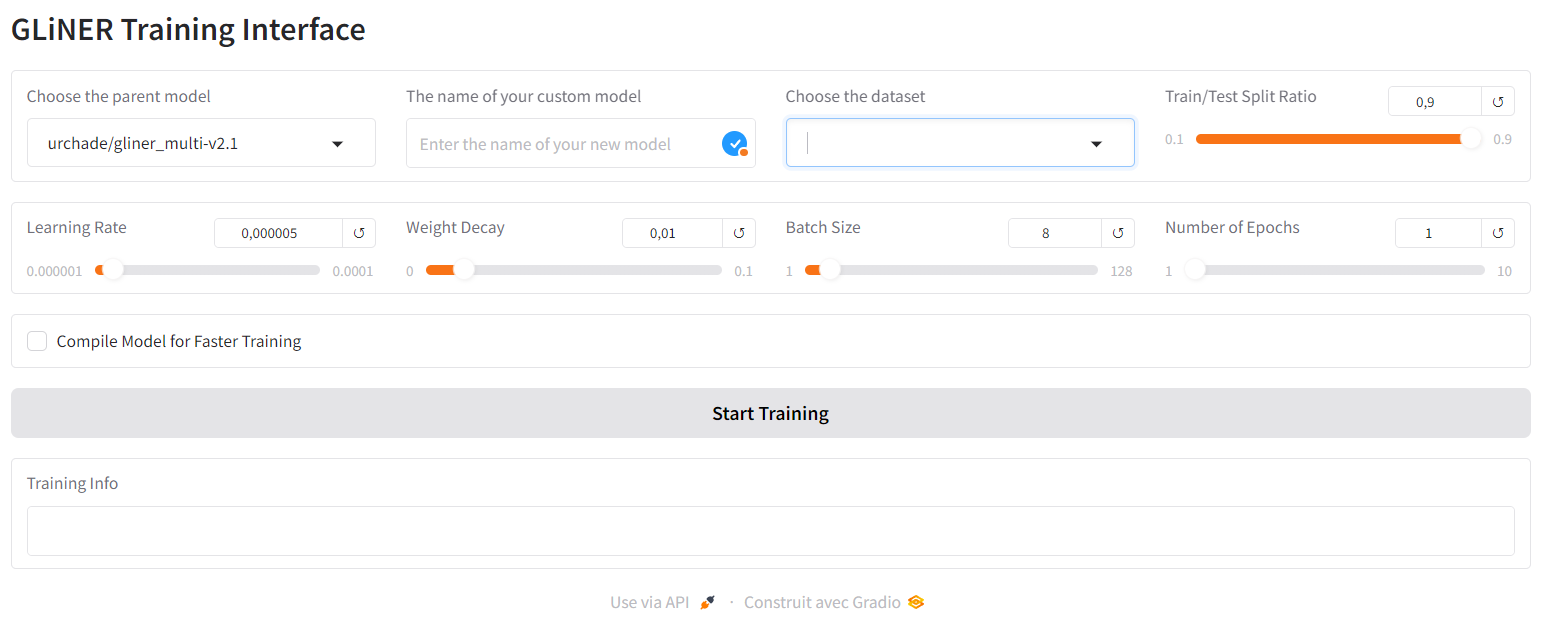 GLiNER Training Interface
Choose the parent model
urchade/gliner_multi-v2.1
The name of your custom model
Enter the name of your new model
Choose the dataset
Train/Test Split Ratio
0,9
0.1
0.9
Learning Rate
0,000005
0.000001
0.0001
Weight Decay
0,01
0
0.1
Batch Size
8
1
128
Number of Epochs
1
1
10
Compile Model for Faster Training
Start Training
Training Info
Use via API · Construit avec Gradio